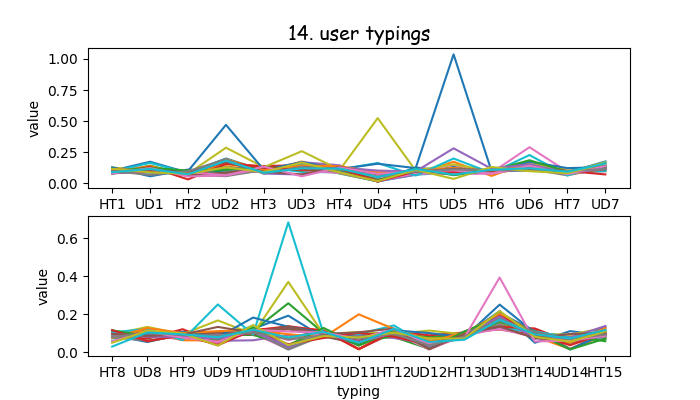 14. user typings
value
1.00
0.75
0.50
0.25
0.00
HT1 UD1 HT2 UD2 HT3 UD3 HT4 UD4 HT5 UD5 HT6 UD6 HT7 UD7
value
0.6
0.4
0.2
0.0
HT8 UD8 HT9 UD9 HT10 UD10 HT11 UD11 HT12 UD12 HT13 UD13 HT14 UD14 HT15
typing